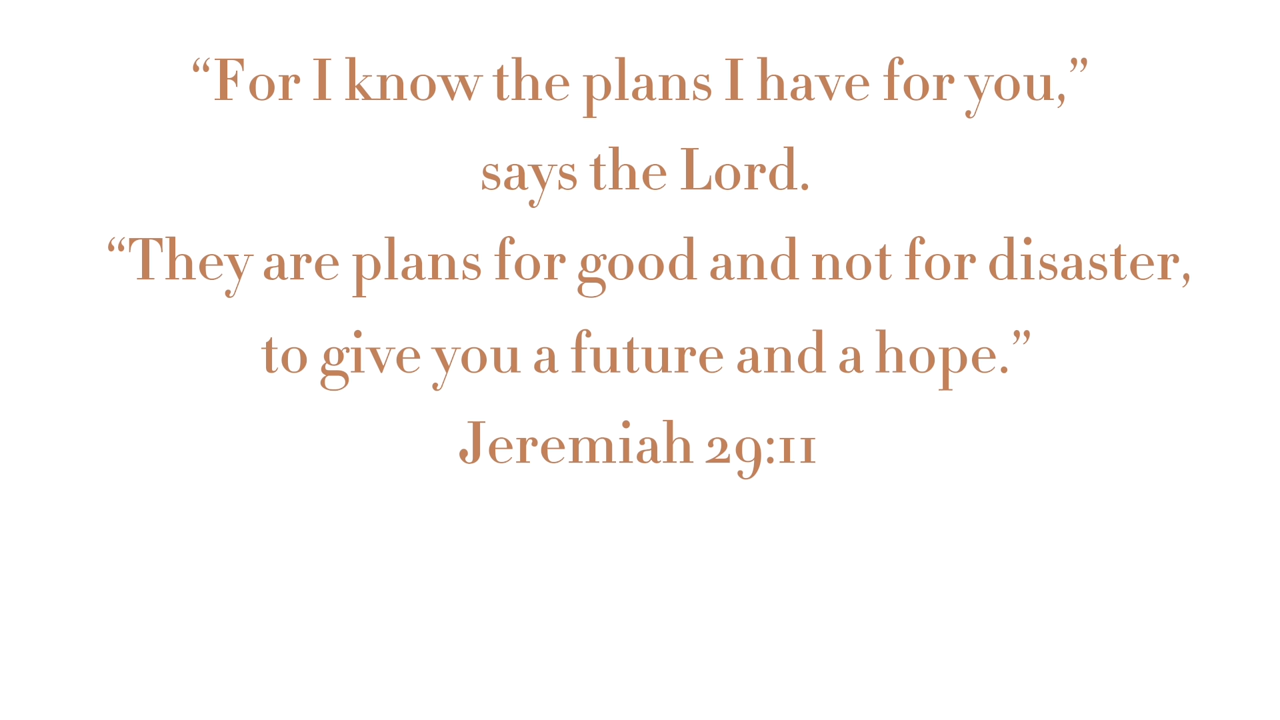 “For I know the plans I have for you,”
says the Lord.
“They are plans for good and not for disaster,
to give you a future and a hope.”
Jeremiah 29:11